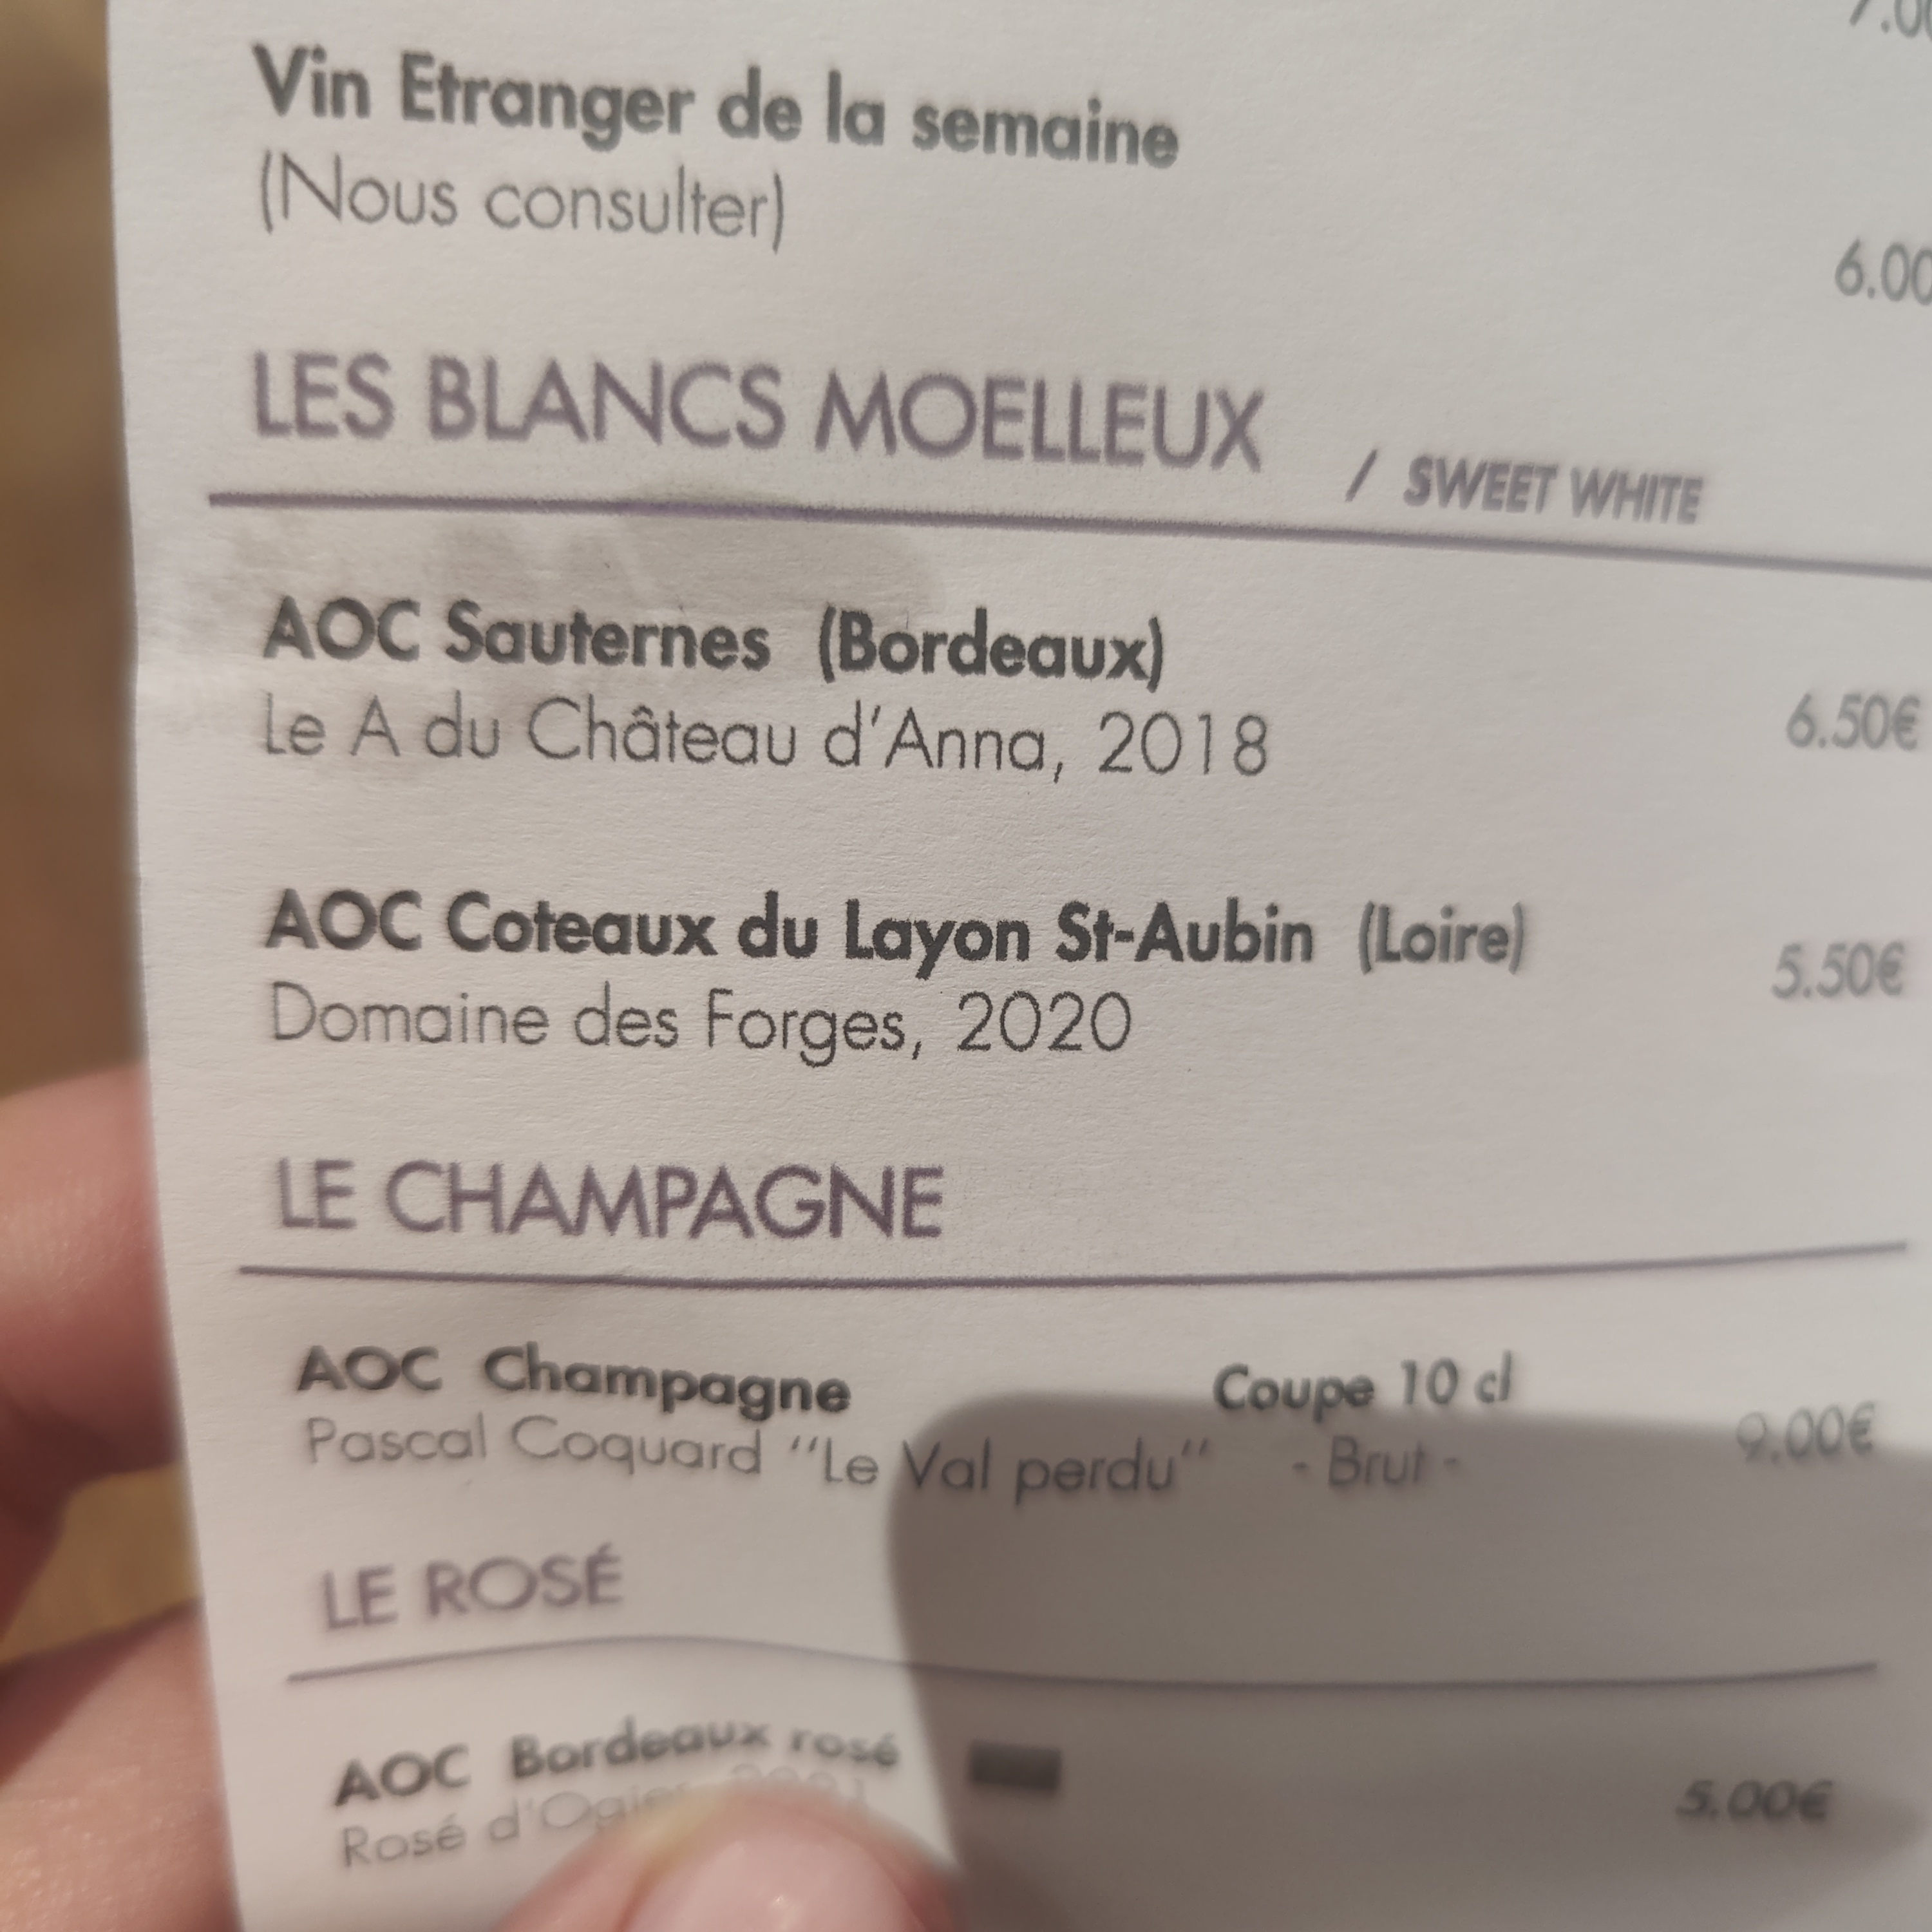 Vin Etranger de la semaine
(Nous consulter)
6.00
LES BLANCS MOELLEUX / SWEET WHITE
AOC Sauternes (Bordeaux)
Le A du Château d'Anna, 2018 6.50€
AOC Coteaux du Layon St-Aubin (Loire) 5.50€
Domaine des Forges, 2020
LE CHAMPAGNE
AOC Champagne Coupe 10 cl 9.00€
Pascal Coquard "Le Val perdu" - Brut -
LE ROSÉ
AOC Bordeaux rosé 5.00€
Rosé d'Ogier